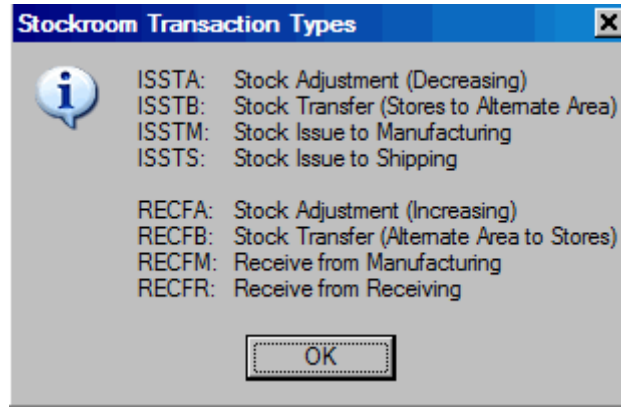 Stockroom Transaction Types
ISSTA: Stock Adjustment (Decreasing)
ISSTB: Stock Transfer (Stores to Alternate Area)
ISSTM: Stock Issue to Manufacturing
ISSTS: Stock Issue to Shipping
RECFA: Stock Adjustment (Increasing)
RECFB: Stock Transfer (Alternate Area to Stores)
RECFM: Receive from Manufacturing
RECFR: Receive from Receiving
OK